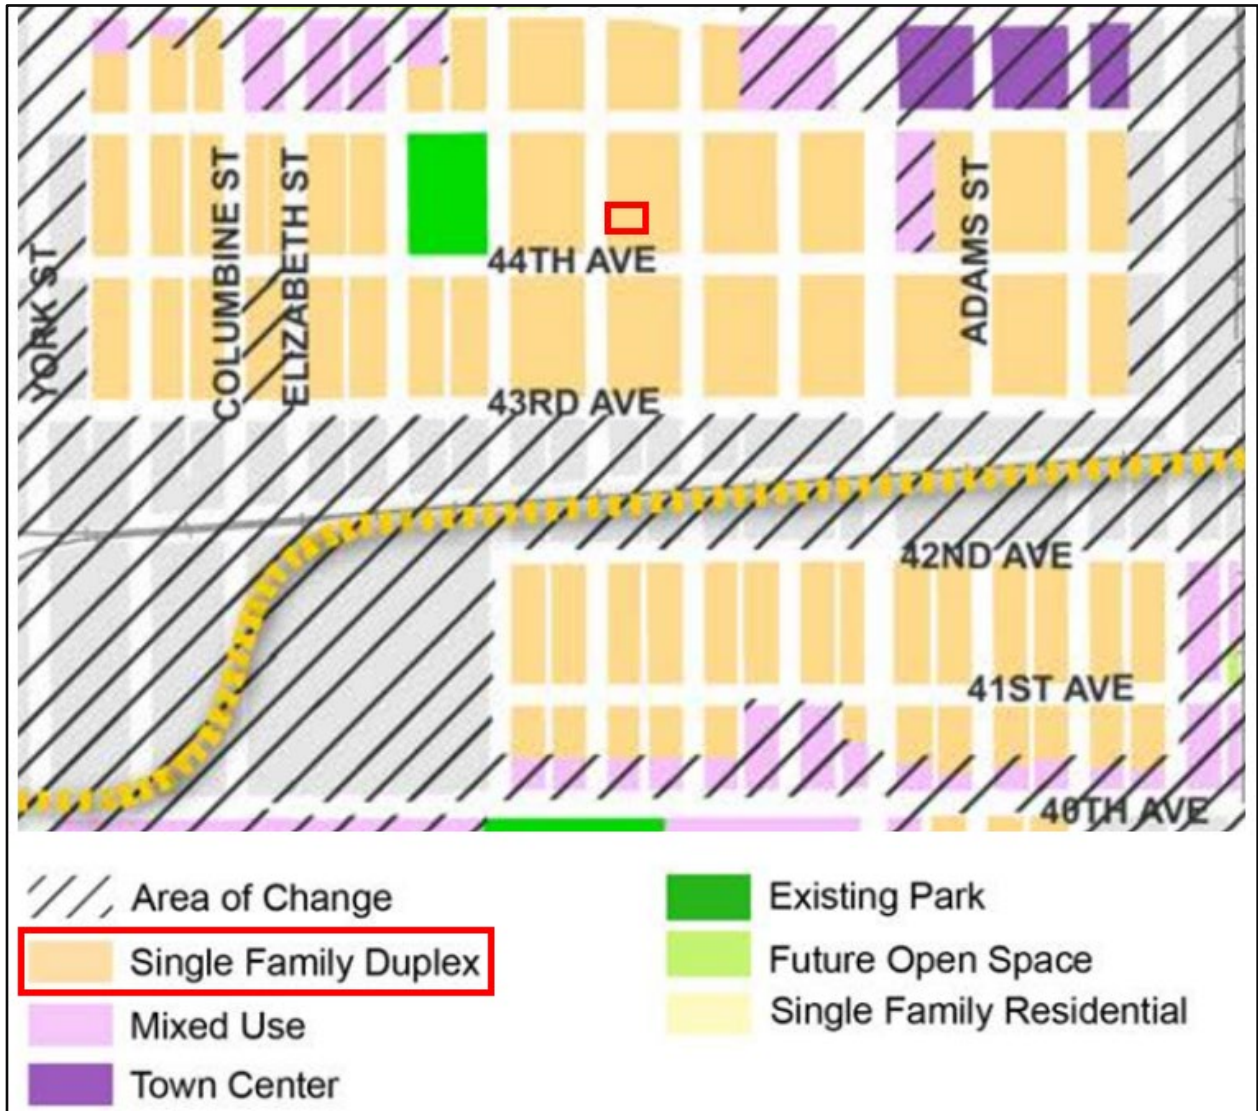 YORK ST
COLUMBINE ST
ELIZABETH ST
ADAMS ST
44TH AVE
43RD AVE
42ND AVE
41ST AVE
40TH AVE
Area of Change
Single Family Duplex
Mixed Use
Town Center
Existing Park
Future Open Space
Single Family Residential